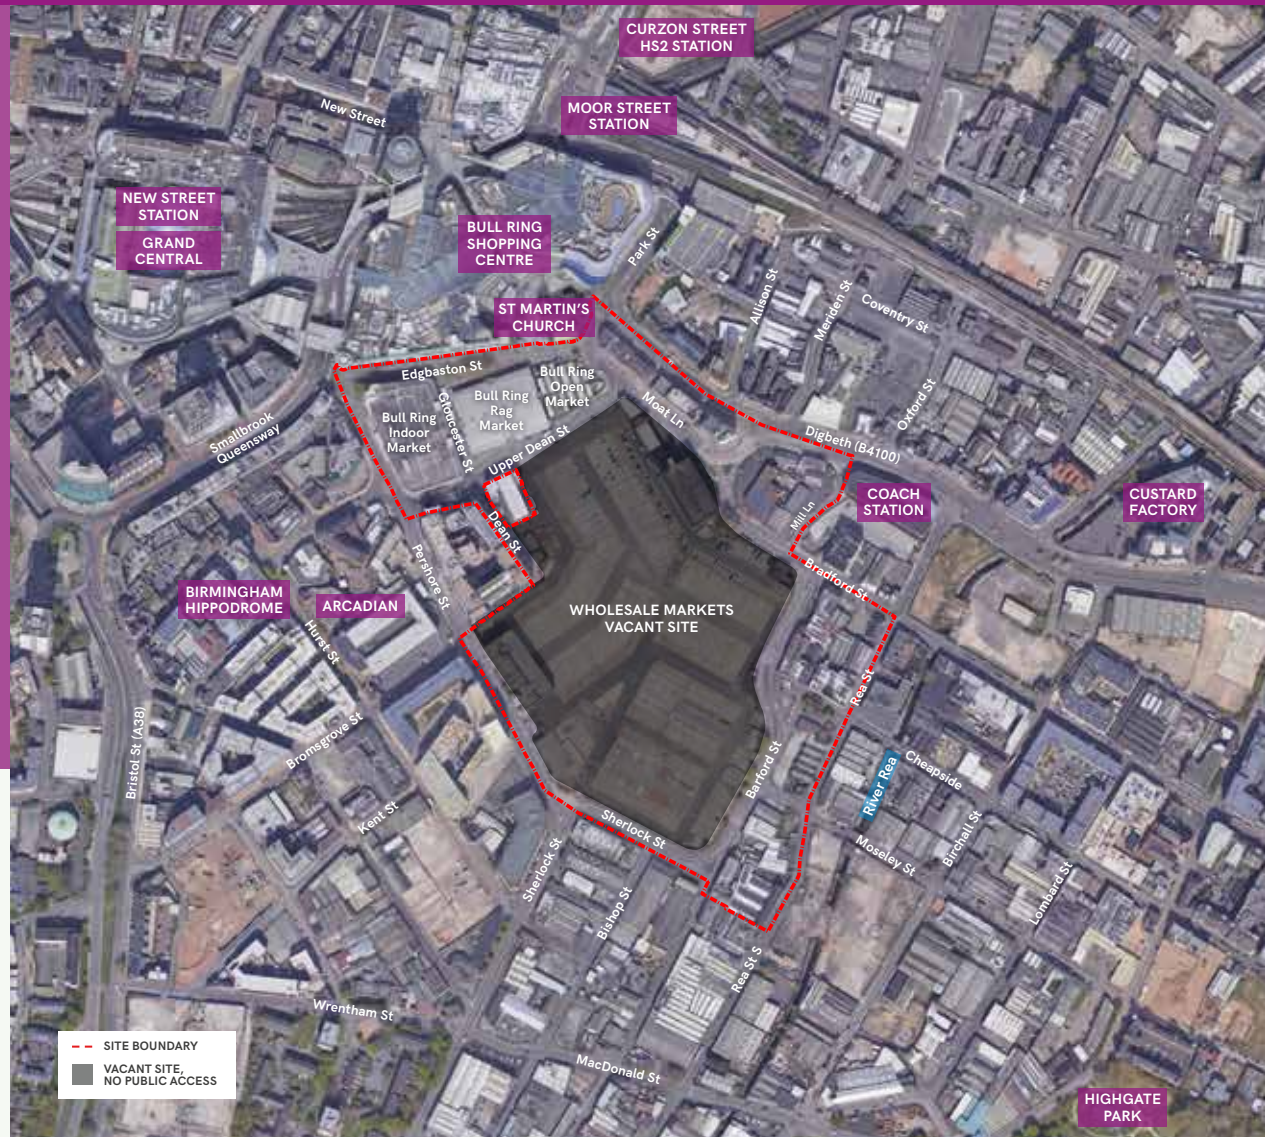 CURZON STREET
HS2 STATION
MOOR STREET
STATION
New Street
NEW STREET
STATION
GRAND
CENTRAL
BULL RING
SHOPPING
CENTRE
Park St
ST MARTIN'S
CHURCH
Allison St
Meriden St
Coventry St
Edgbaston St
Bull Ring
Open
Market
Bull Ring
Rag
Market
Bull Ring
Indoor
Market
Gloucester St
Moat Ln
Oxford St
Smallbrook
Queensway
Upper Dean St
Digbeth (B4100)
COACH
STATION
CUSTARD
FACTORY
Mill Ln
Dean St
Pershore St
Bradford St
BIRMINGHAM
HIPPODROME
ARCADIAN
WHOLESALE MARKETS
VACANT SITE
Hurst St
Rea St
Bristol St (A38)
Bromsgrove St
Barford St
River Rea
Cheapside
Kent St
Sherlock St
Sherlock St
Moseley St
Birchall St
Bishop St
Lombard St
Rea St S
Wrentham St
SITE BOUNDARY
VACANT SITE,
NO PUBLIC ACCESS
MacDonald St
HIGHGATE
PARK